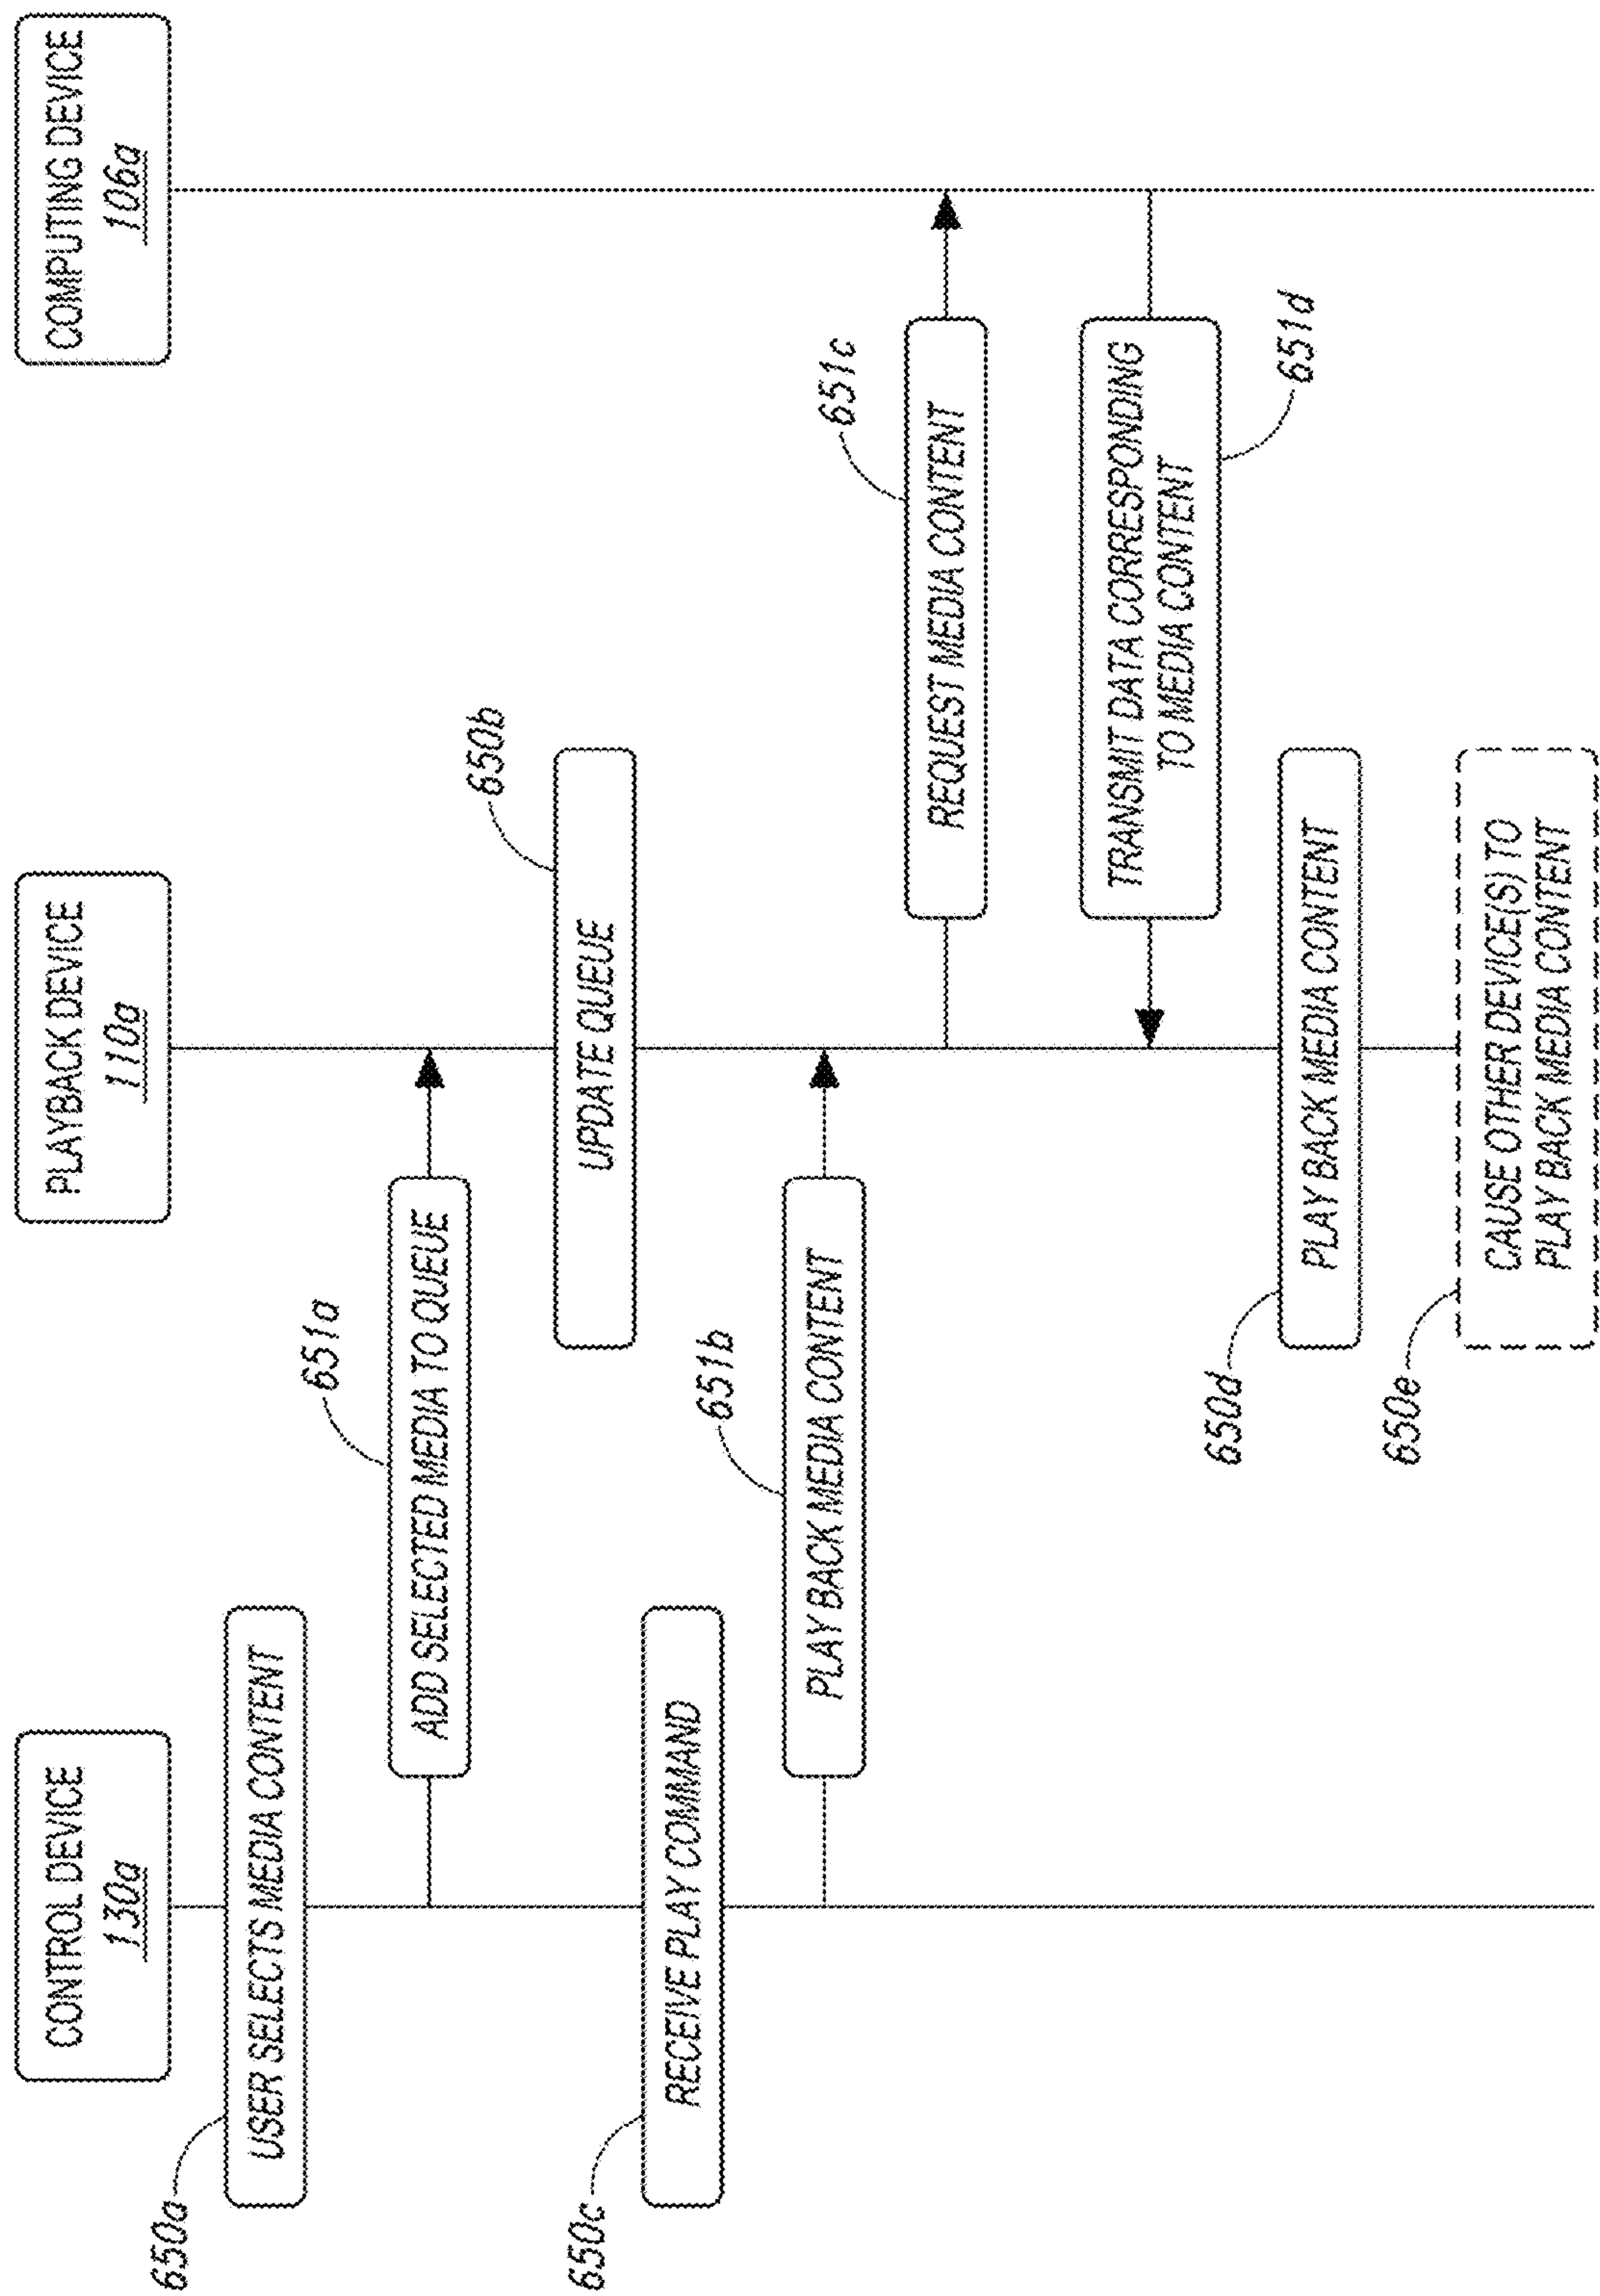 CONTROL DEVICE
130a
PLAYBACK DEVICE
110a
COMPUTING DEVICE
106a
650a
USER SELECTS MEDIA CONTENT
651a
ADD SELECTED MEDIA TO QUEUE
650b
UPDATE QUEUE
650c
RECEIVE PLAY COMMAND
651b
PLAY BACK MEDIA CONTENT
651c
REQUEST MEDIA CONTENT
TRANSMIT DATA CORRESPONDING
TO MEDIA CONTENT
651d
650d
PLAY BACK MEDIA CONTENT
650e
CAUSE OTHER DEVICE(S) TO
PLAY BACK MEDIA CONTENT